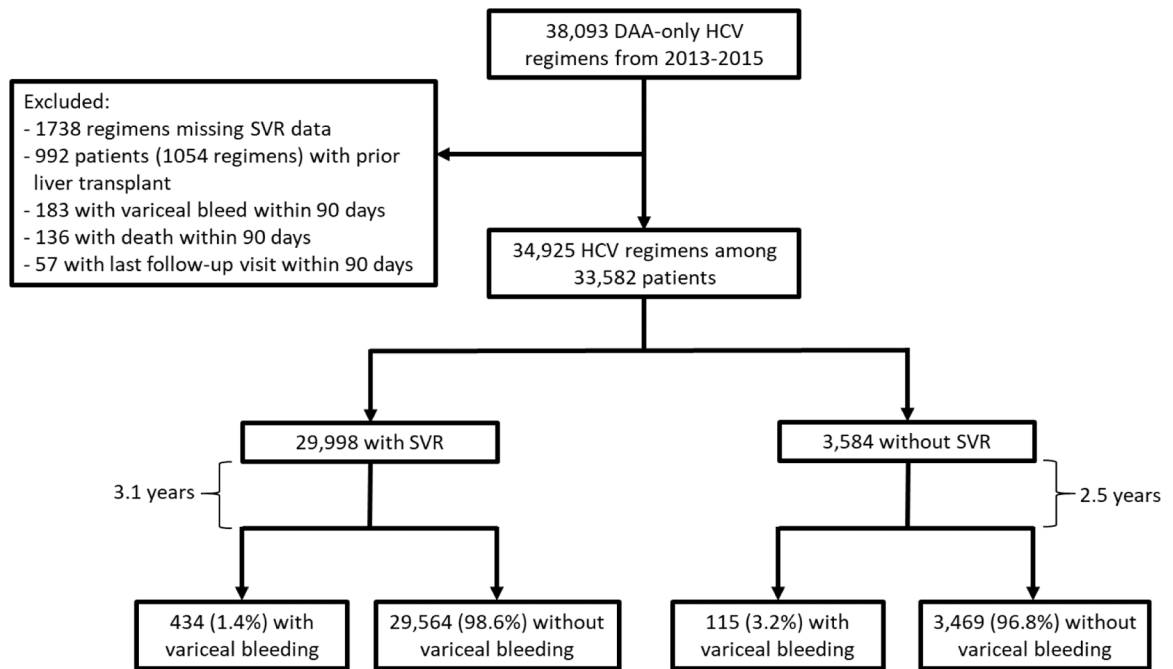 38,093 DAA-only HCV
regimens from 2013-2015
Excluded:
- 1738 regimens missing SVR data
- 992 patients (1054 regimens) with prior
liver transplant
- 183 with variceal bleed within 90 days
- 136 with death within 90 days
- 57 with last follow-up visit within 90 days
34,925 HCV regimens among
33,582 patients
29,998 with SVR
3,584 without SVR
3.1 years
2.5 years
434 (1.4%) with
variceal bleeding
29,564 (98.6%) without
variceal bleeding
115 (3.2%) with
variceal bleeding
3,469 (96.8%) without
variceal bleeding